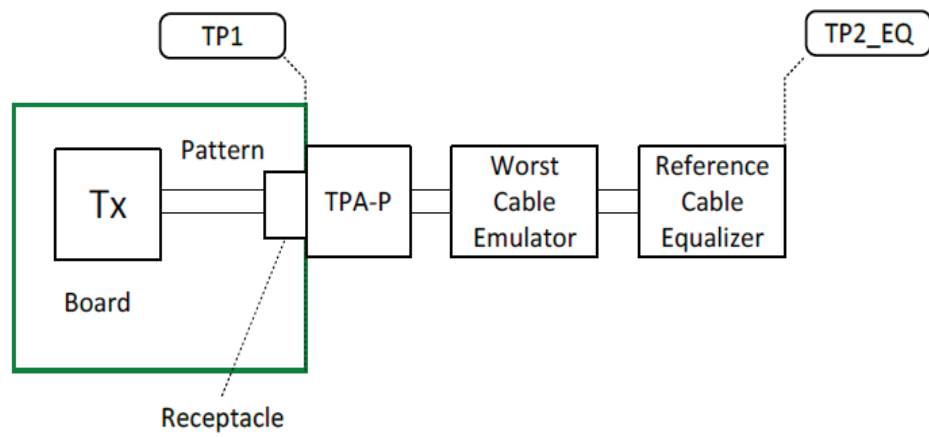 TP1
TP2_EQ
Pattern
Tx
TPA-P
Worst
Cable
Emulator
Reference
Cable
Equalizer
Board
Receptacle